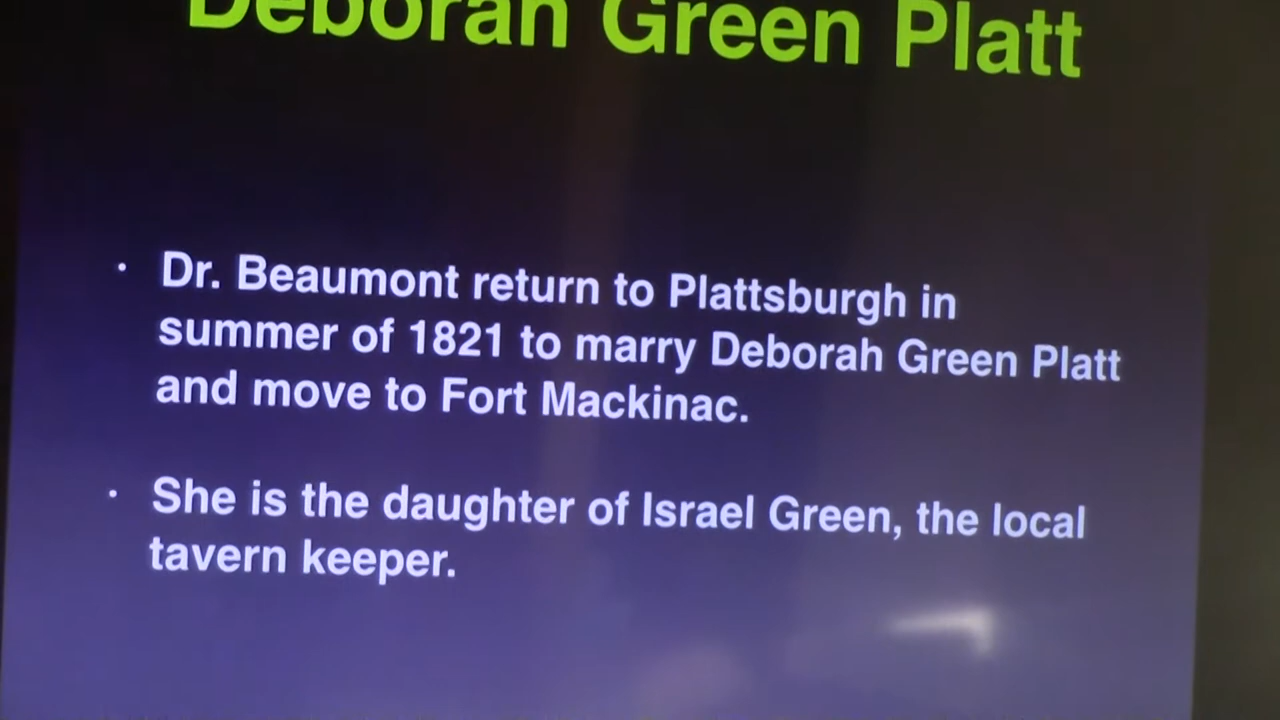 Deborah Green Platt
· Dr. Beaumont return to Plattsburgh in
summer of 1821 to marry Deborah Green Platt
and move to Fort Mackinac.
· She is the daughter of Israel Green, the local
tavern keeper.